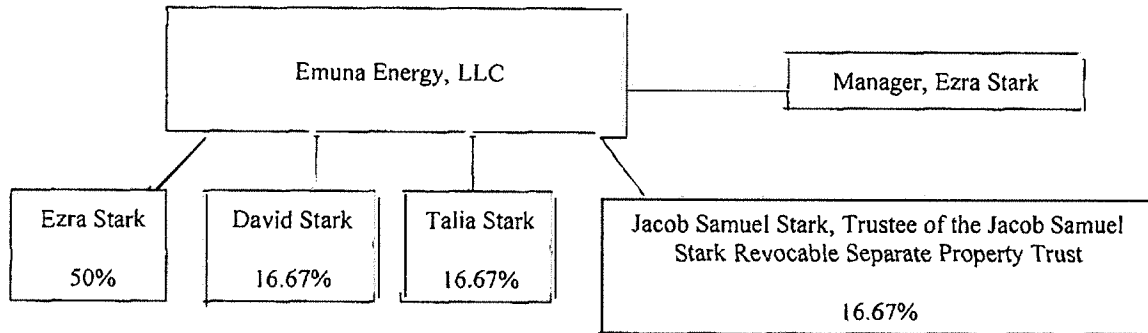 Emuna Energy, LLC
Manager, Ezra Stark
Ezra Stark
50%
David Stark
16.67%
Talia Stark
16.67%
Jacob Samuel Stark, Trustee of the Jacob Samuel
Stark Revocable Separate Property Trust
16.67%